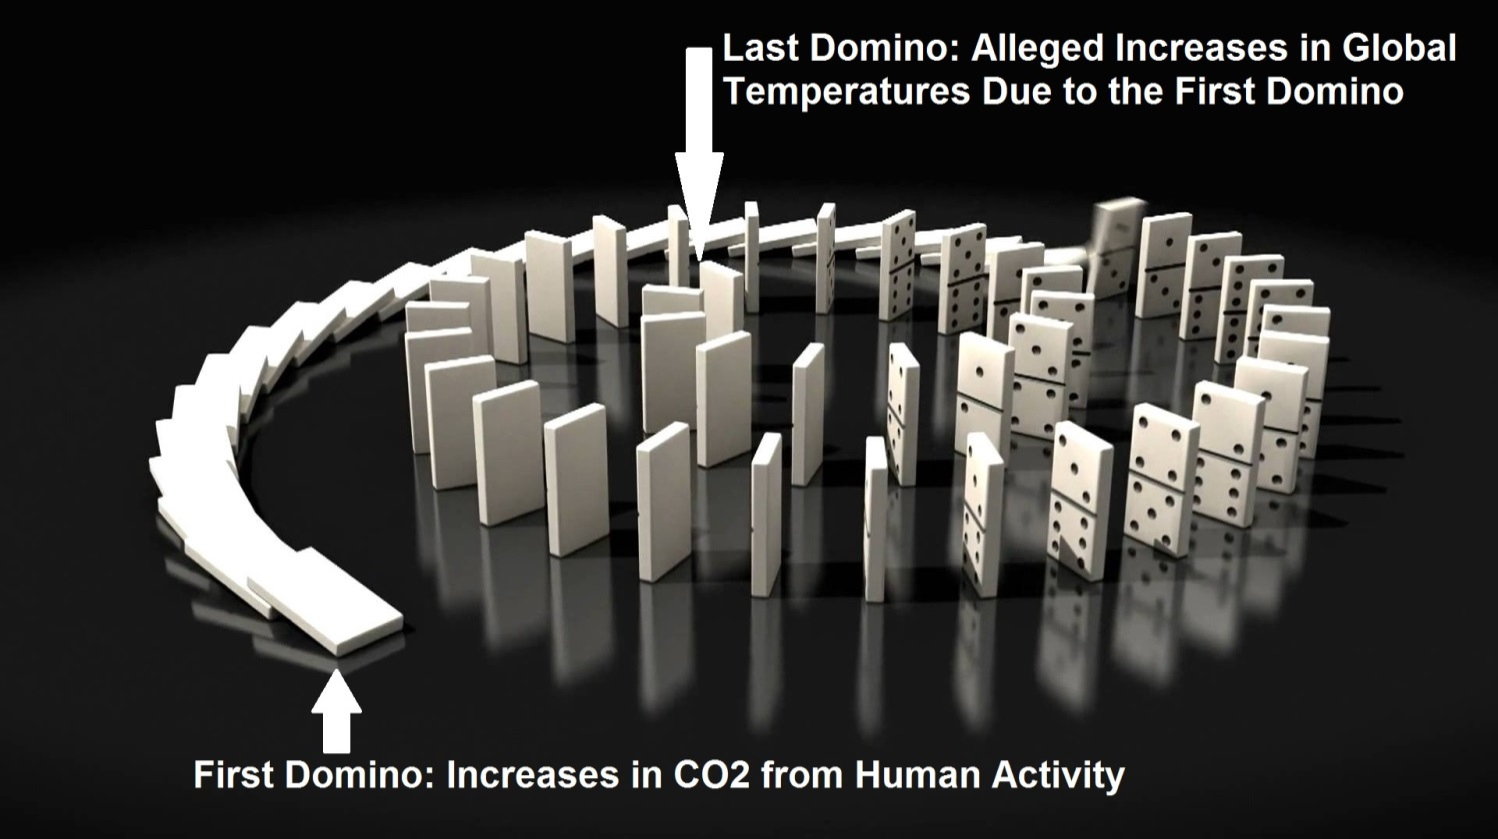 Last Domino: Alleged Increases in Global
Temperatures Due to the First Domino
First Domino: Increases in CO2 from Human Activity